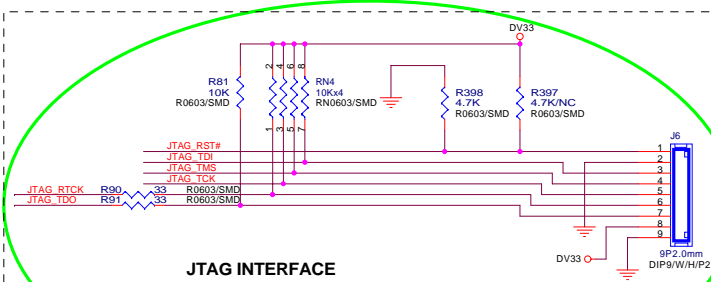 DV33
R81
10K
R0603/SMD
2
4
6
8
RN4
10Kx4
RN0603/SMD
1
3
5
7
R398
4.7K
R0603/SMD
R397
4.7K/NC
R0603/SMD
J6
JTAG_RST#
JTAG_TDI
JTAG_TMS
JTAG_TCK
JTAG_RTCK R90 33 R0603/SMD
JTAG_TDO R91 33 R0603/SMD
1
2
3
4
5
6
7
8
9
DV33
9P2.0mm
DIP9/W/H/P2
JTAG INTERFACE